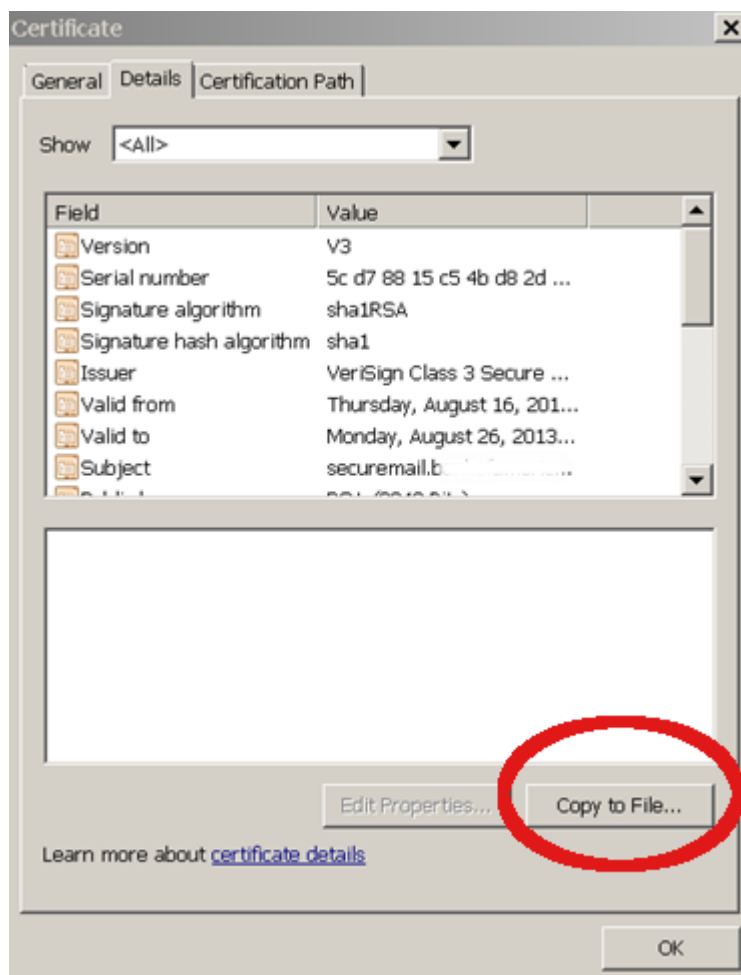 Certificate
General Details Certification Path
Show <All>
Field Value
Version V3
Serial number 5c d7 88 15 c5 4b d8 2d ...
Signature algorithm sha1RSA
Signature hash algorithm sha1
Issuer VeriSign Class 3 Secure ...
Valid from Thursday, August 16, 201...
Valid to Monday, August 26, 2013...
Subject securemail.b
Edit Properties... Copy to File...
Learn more about certificate details
OK